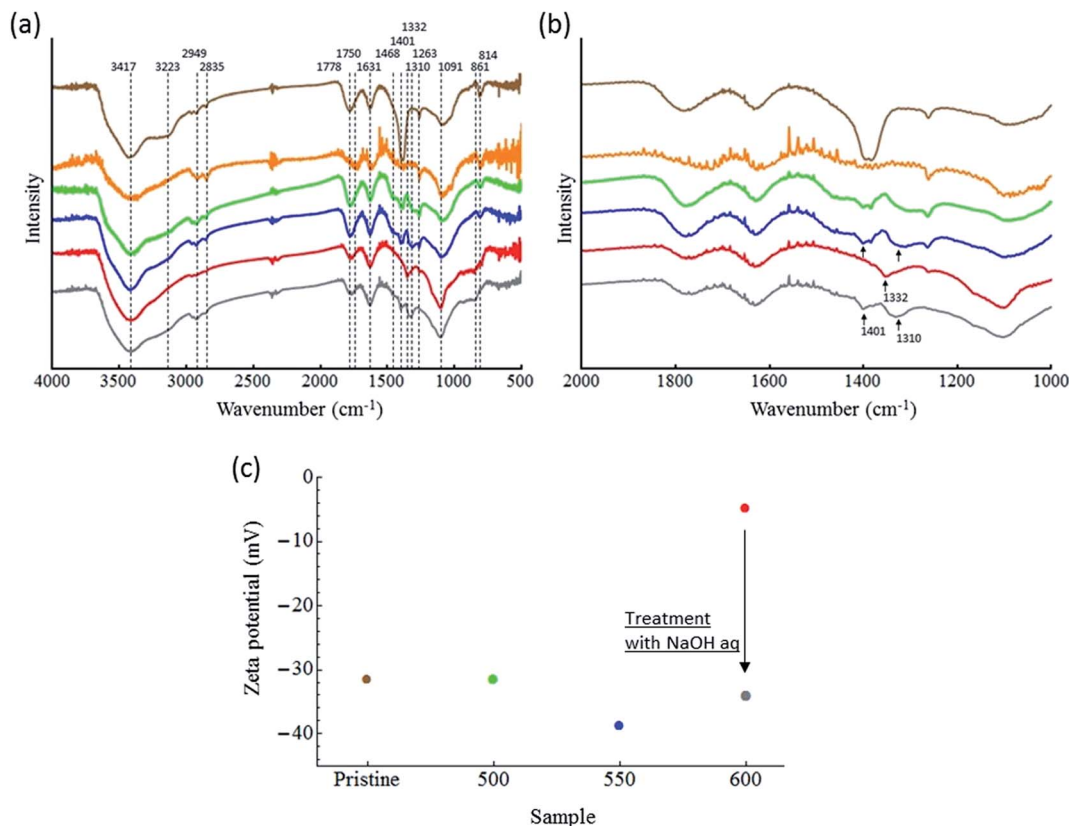 (a)
1332
1750 1401 814
2949 1468 1263
3417 3223 2835 1778 1631 1310 1091 861
Intensity
4000 3000 2000 1500 1000 500
Wavenumber (cm-1)
(b)
1332
1401 1310
Intensity
2000 1800 1600 1400 1200 1000
Wavenumber (cm-1)
(c)
Zeta potential (mV)
0
−10
−20
−30
−40
Treatment
with NaOH aq
Pristine 500 550 600
Sample